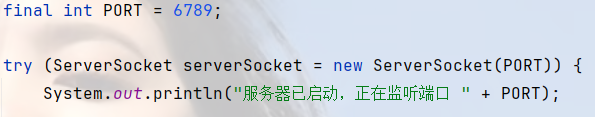 final int PORT = 6789;
try (ServerSocket serverSocket = new ServerSocket(PORT)) {
System.out.println("服务器已启动，正在监听端口 " + PORT);